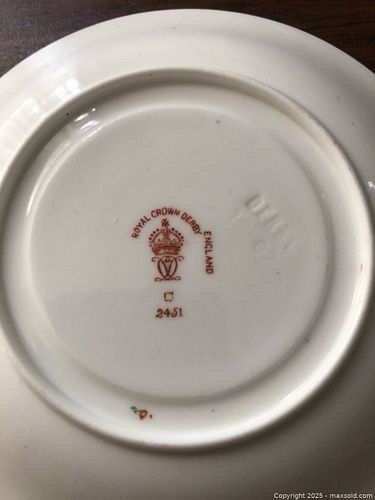 ROYAL CROWN DERBY ENGLAND
2451
Copyright 2025 - maxsold.com